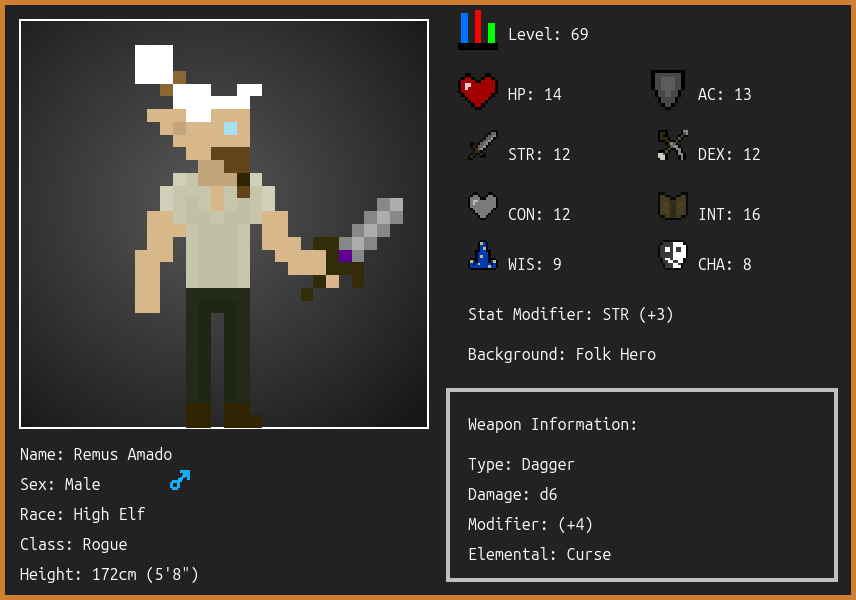 Level: 69
HP: 14
AC: 13
STR: 12
DEX: 12
CON: 12
INT: 16
WIS: 9
CHA: 8
Stat Modifier: STR (+3)
Background: Folk Hero
Weapon Information:
Type: Dagger
Damage: d6
Modifier: (+4)
Elemental: Curse
Name: Remus Amado
Sex: Male
Race: High Elf
Class: Rogue
Height: 172cm (5'8")